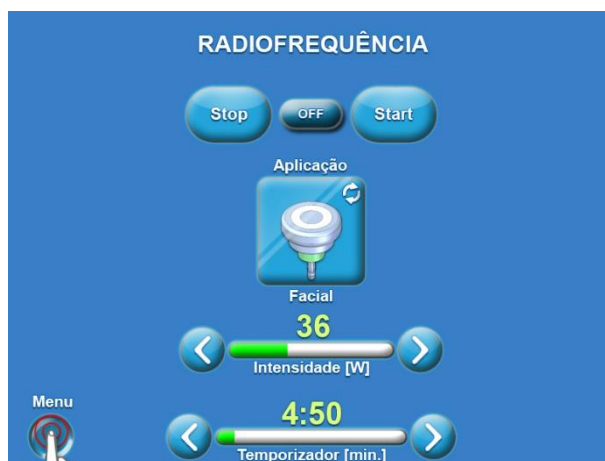 RADIOFREQUÊNCIA
Stop OFF Start
Aplicação
Facial
36
Intensidade [W]
Menu
4:50
Temporizador [min.]